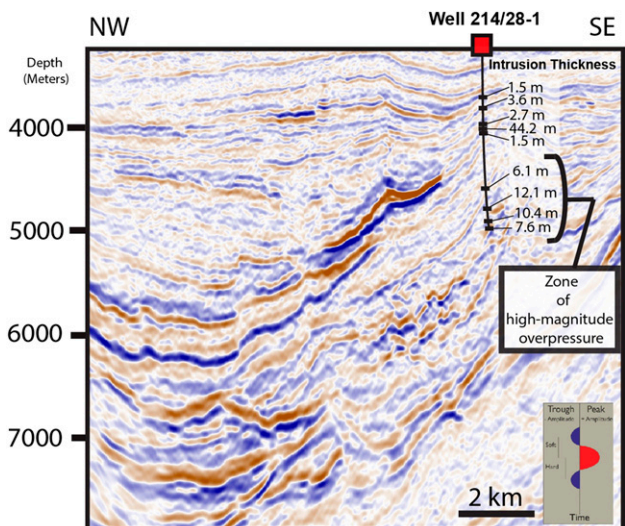 NW
Well 214/28-1
SE
Depth
(Meters)
Intrusion Thickness
1.5 m
3.6 m
2.7 m
44.2 m
1.5 m
6.1 m
12.1 m
10.4 m
7.6 m
4000
5000
6000
7000
Zone
of
high-magnitude
overpressure
Trough Peak
Amplitude Amplitude
Soft
Hard
Time
2 km